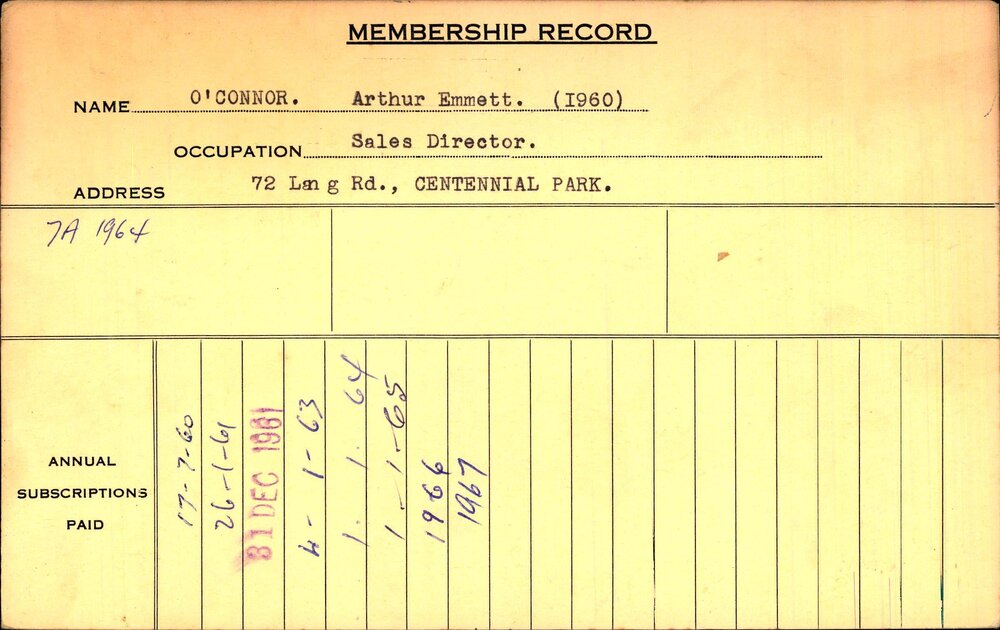 MEMBERSHIP RECORD
NAME O'CONNOR. Arthur Emmett. (1960)
OCCUPATION Sales Director.
ADDRESS 72 Lang Rd., CENTENNIAL PARK.
7A 1964
ANNUAL
SUBSCRIPTIONS
PAID
17-7-60
26-1-61
31 DEC 1961
4-1-63
1. 1. 64
1-1-65
1966
1967